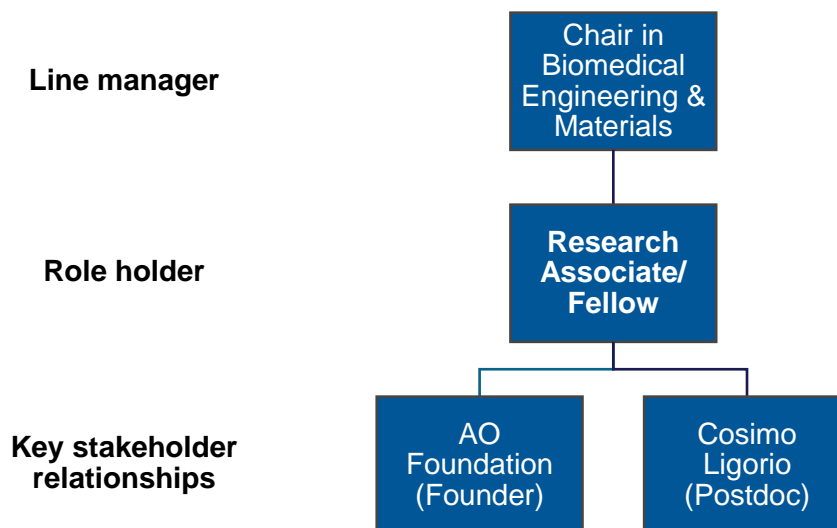 Line manager
Chair in
Biomedical
Engineering &
Materials
Role holder
Research
Associate/
Fellow
Key stakeholder
relationships
AO
Foundation
(Founder)
Cosimo
Ligorio
(Postdoc)